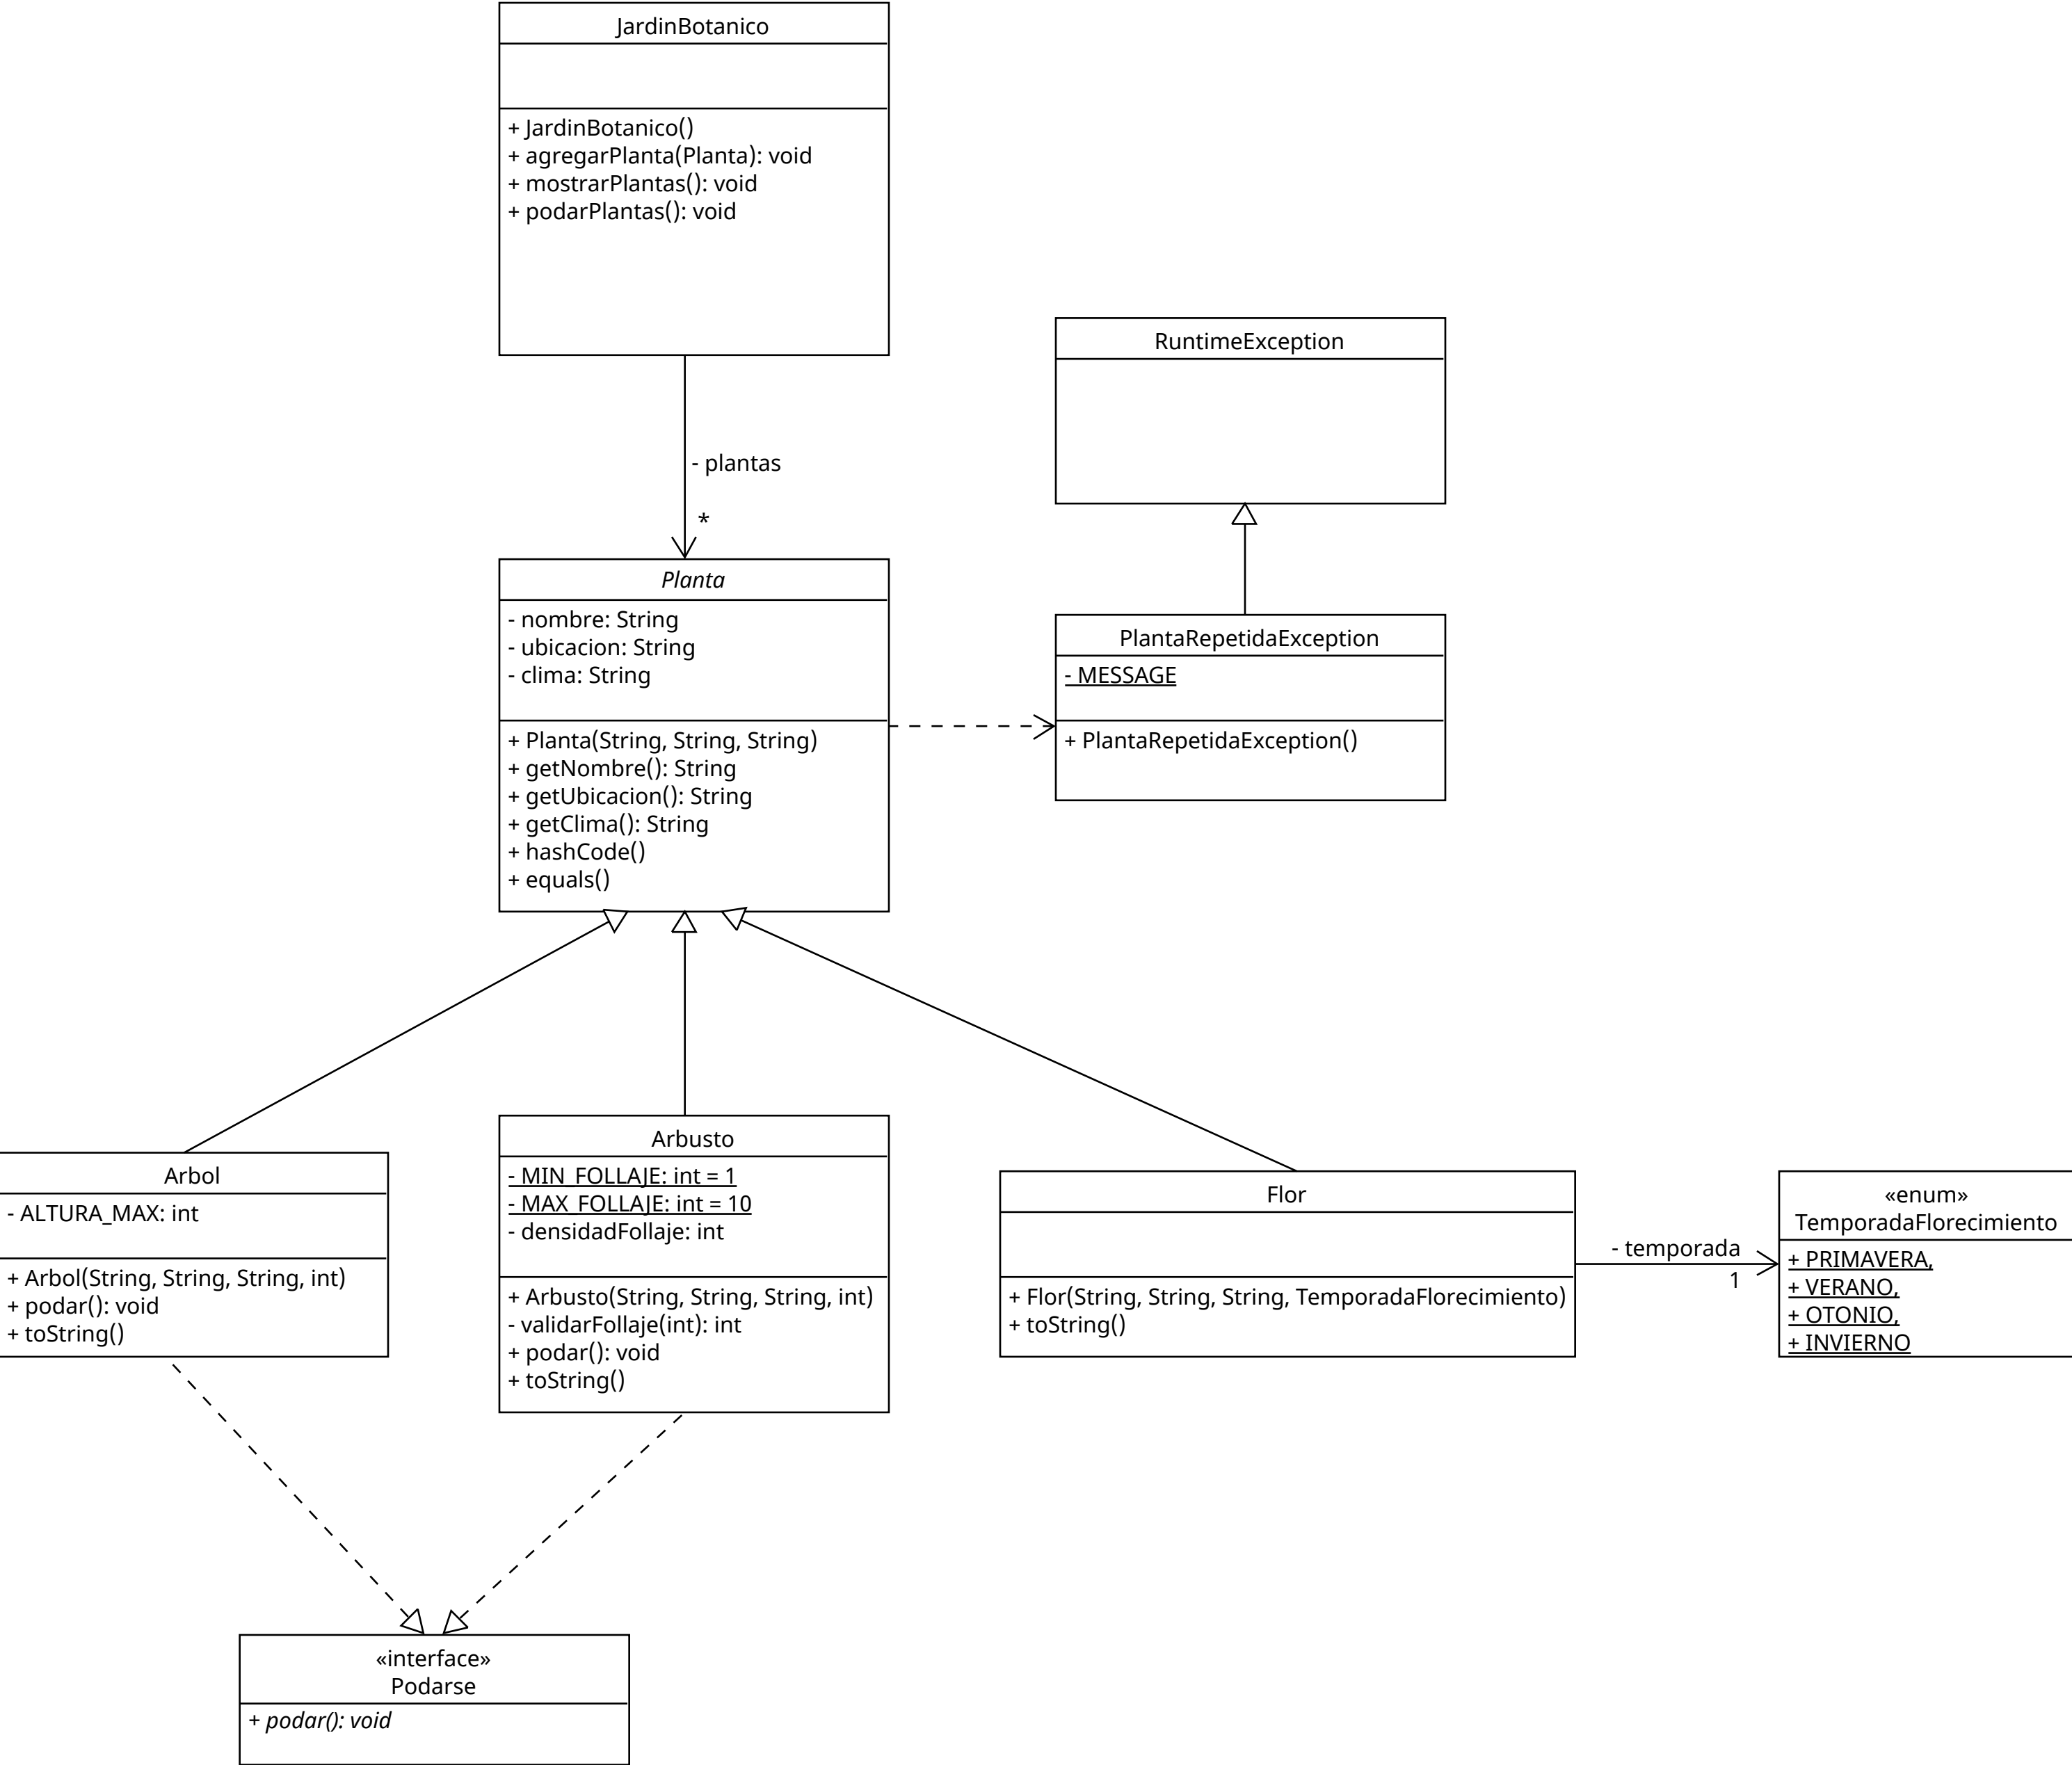 JardinBotanico
+ JardinBotanico()
+ agregarPlanta(Planta): void
+ mostrarPlantas(): void
+ podarPlantas(): void
- plantas
*
RuntimeException
Planta
- nombre: String
- ubicacion: String
- clima: String
+ Planta(String, String, String)
+ getNombre(): String
+ getUbicacion(): String
+ getClima(): String
+ hashCode()
+ equals()
PlantaRepetidaException
- MESSAGE
+ PlantaRepetidaException()
Arbol
- ALTURA_MAX: int
+ Arbol(String, String, String, int)
+ podar(): void
+ toString()
Arbusto
- MIN_FOLLAJE: int = 1
- MAX_FOLLAJE: int = 10
- densidadFollaje: int
+ Arbusto(String, String, String, int)
- validarFollaje(int): int
+ podar(): void
+ toString()
Flor
+ Flor(String, String, String, TemporadaFlorecimiento)
+ toString()
- temporada
1
«enum»
TemporadaFlorecimiento
+ PRIMAVERA,
+ VERANO,
+ OTONIO,
+ INVIERNO
«interface»
Podarse
+ podar(): void